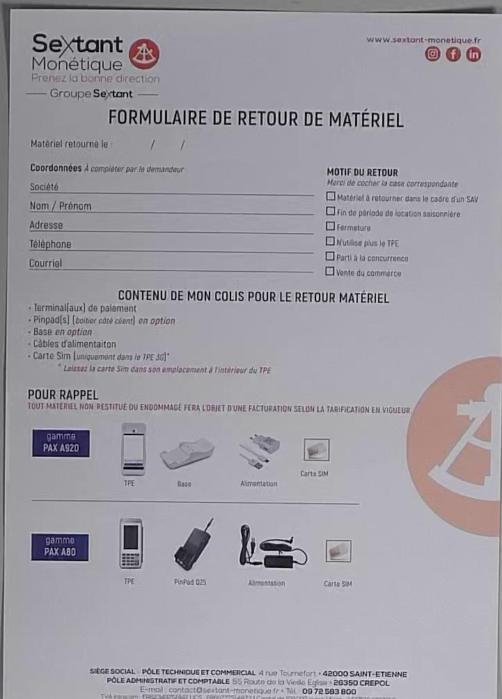 Sextant
Monétique
Prenez la bonne direction
Groupe Sextant
www.sextant-monetique.fr
FORMULAIRE DE RETOUR DE MATÉRIEL
Matériel retourné le : / /
Coordonnées À compléter par le demandeur
Société
Nom / Prénom
Adresse
Téléphone
Courriel
MOTIF DU RETOUR
Merci de cocher la case correspondante
Matériel à retourner dans le cadre d'un SAV
Fin de période de location saisonnière
Fermeture
N'utilise plus le TPE
Parti à la concurrence
Vente du commerce
CONTENU DE MON COLIS POUR LE RETOUR MATÉRIEL
- Terminal(aux) de paiement
- Pinpad(s) (boitier côté client) en option
- Base en option
- Câbles d'alimentaiton
- Carte Sim (uniquement dans le TPE 3G)*
* Laissez la carte Sim dans son emplacement à l'intérieur du TPE
POUR RAPPEL
TOUT MATÉRIEL NON RESTITUÉ OU ENDOMMAGÉ FERA L'OBJET D'UNE FACTURATION SELON LA TARIFICATION EN VIGUEUR
gamme
PAX A920
TPE
Base
Alimentation
Carte SIM
gamme
PAX A80
TPE
PinPad Q25
Alimentation
Carte SIM
SIÈGE SOCIAL - PÔLE TECHNIQUE ET COMMERCIAL 4 rue Tournefort • 42000 SAINT-ETIENNE
PÔLE ADMINISTRATIF ET COMPTABLE 55 Route de la Vieille Eglise • 26350 CREPOL
E-mail : contact@sextant-monetique.fr • Tél. 09 72 583 800